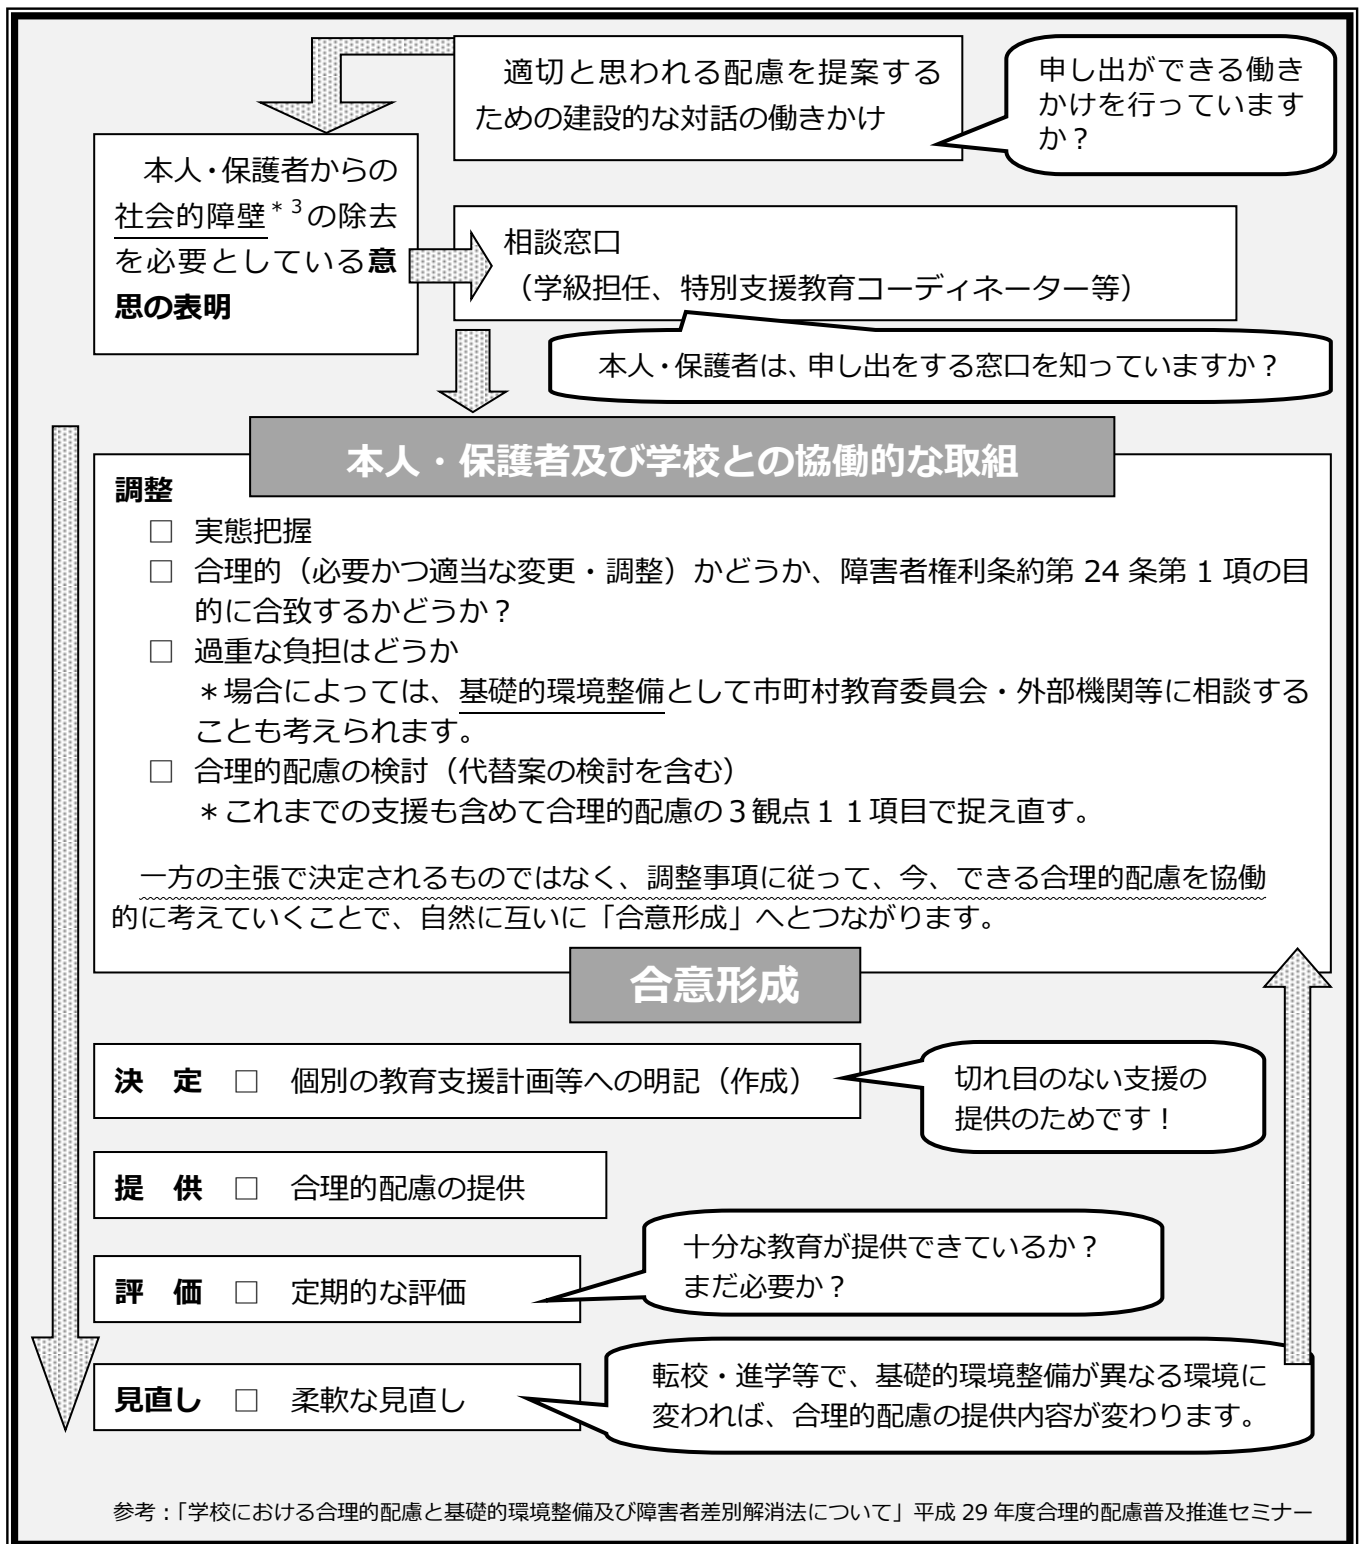 適切と思われる配慮を提案する
ための建設的な対話の働きかけ
申し出ができる働き
かけを行っています
か？
本人・保護者からの
社会的障壁＊３の除去
を必要としている意
思の表明
相談窓口
（学級担任、特別支援教育コーディネーター等）
本人・保護者は、申し出をする窓口を知っていますか？
本人・保護者及び学校との協働的な取組
調整
□ 実態把握
□ 合理的（必要かつ適当な変更・調整）かどうか、障害者権利条約第 24 条第 1 項の目
的に合致するかどうか？
□ 過重な負担はどうか
＊場合によっては、基礎的環境整備として市町村教育委員会・外部機関等に相談する
ことも考えられます。
□ 合理的配慮の検討（代替案の検討を含む）
＊これまでの支援も含めて合理的配慮の３観点１１項目で捉え直す。
一方の主張で決定されるものではなく、調整事項に従って、今、できる合理的配慮を協働
的に考えていくことで、自然に互いに「合意形成」へとつながります。
合意形成
決　定 □ 個別の教育支援計画等への明記（作成）
切れ目のない支援の
提供のためです！
提　供 □ 合理的配慮の提供
十分な教育が提供できているか？
まだ必要か？
評　価 □ 定期的な評価
転校・進学等で、基礎的環境整備が異なる環境に
変われば、合理的配慮の提供内容が変わります。
見直し □ 柔軟な見直し
参考：「学校における合理的配慮と基礎的環境整備及び障害者差別解消法について」平成 29 年度合理的配慮普及推進セミナー